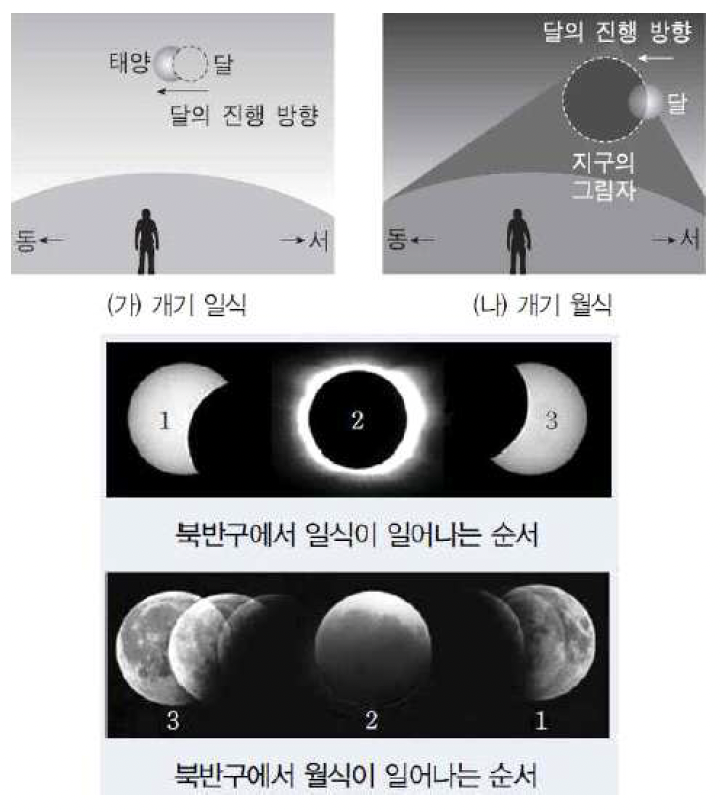 태양 달
달의 진행 방향
동← →서
(가) 개기 일식
달의 진행 방향
달
지구의
그림자
동← →서
(나) 개기 월식
1 2 3
북반구에서 일식이 일어나는 순서
3 2 1
북반구에서 월식이 일어나는 순서